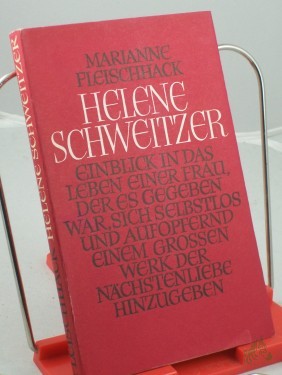 MARIANNE
FLEISCHHACK
HELENE
SCHWEITZER
EINBLICK IN DAS
LEBEN EINER FRAU,
DER ES GEGEBEN
WAR, SICH SELBSTLOS
UND AUFOPFERND
EINEM GROSSEN
WERK DER
NÄCHSTENLIEBE
HINZUGEBEN
HELENE SCHWEITZER